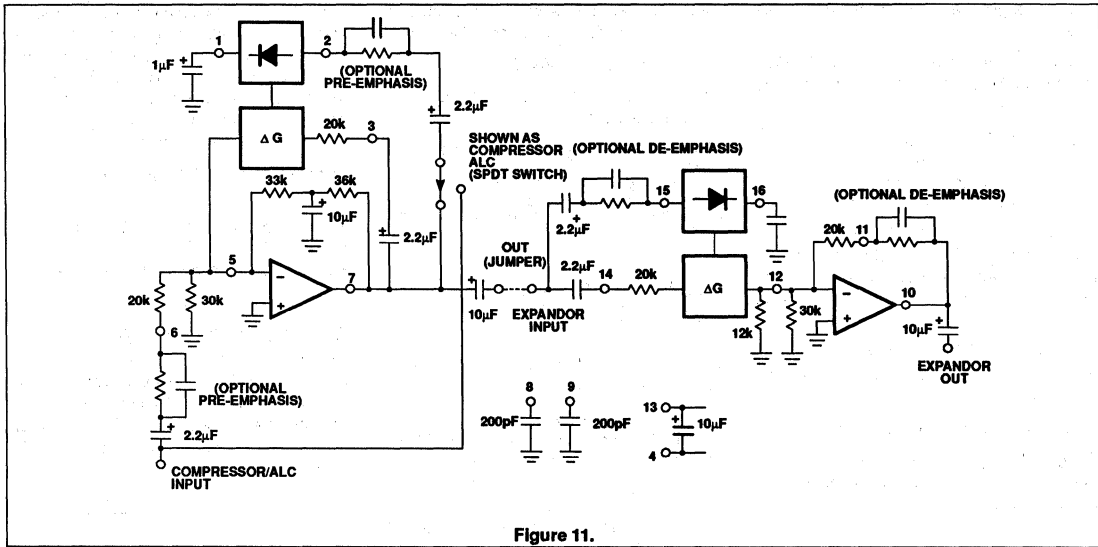 1
2
1µF
+
(OPTIONAL
PRE-EMPHASIS)
+
2.2µF
ΔG
20k
3
SHOWN AS
COMPRESSOR
ALC
(SPDT SWITCH)
(OPTIONAL DE-EMPHASIS)
15
16
(OPTIONAL DE-EMPHASIS)
33k
36k
+
10µF
+
2.2µF
+
2.2µF
20k
11
OUT
(JUMPER)
2.2µF
14
20k
ΔG
12
5
−
+
7
+
10µF
EXPANDOR
INPUT
−
+
10
20k
30k
12k
30k
10µF
+
6
EXPANDOR
OUT
(OPTIONAL
PRE-EMPHASIS)
8
9
200pF
200pF
13
+
10µF
4
+
2.2µF
COMPRESSOR/ALC
INPUT
Figure 11.